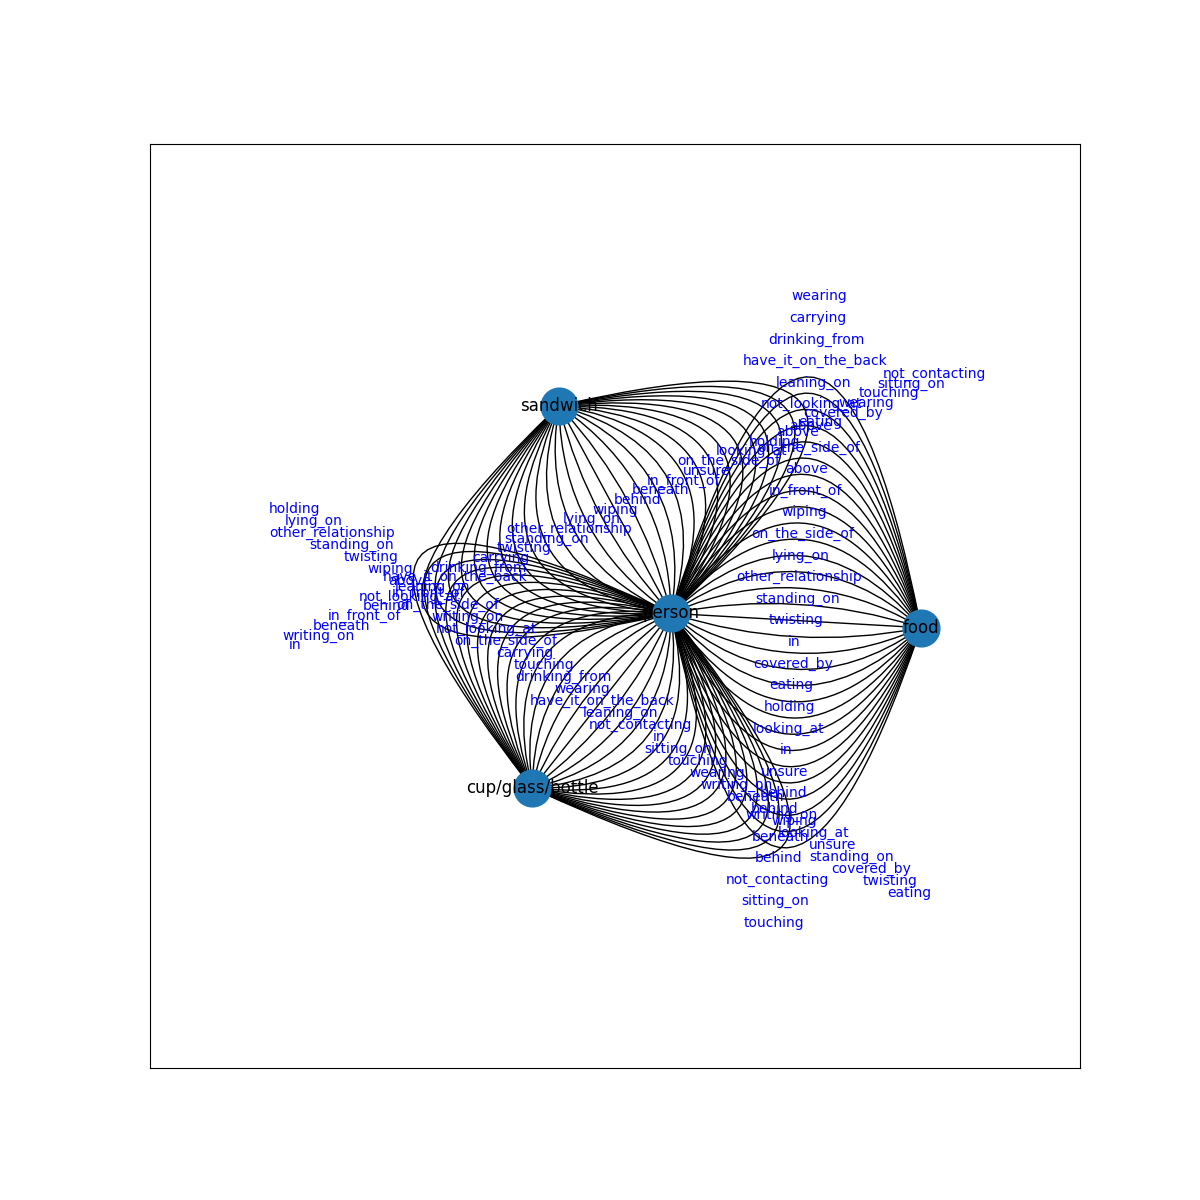 wearing
carrying
drinking_from
have_it_on_the_back
not_contacting
leaning_on
sitting_on
touching
not_looking_at
wearing
sandwich
covered_by
eating
above
above
holding
on_the_side_of
looking_at
on_the_side_of
above
unsure
in_front_of
beneath
in_front_of
behind
holding
wiping
wiping
lying_on
lying_on
other_relationship
other_relationship
on_the_side_of
standing_on
standing_on
twisting
twisting
lying_on
carrying
wiping
drinking_from
have_it_on_the_back
other_relationship
above
leaning_on
in_front_of
not_looking_at
standing_on
behind
on_the_side_of
person
in_front_of
writing_on
twisting
beneath
not_looking_at
food
writing_on
on_the_side_of
in
in
carrying
touching
covered_by
drinking_from
eating
wearing
have_it_on_the_back
holding
leaning_on
not_contacting
looking_at
in
sitting_on
in
touching
wearing
unsure
writing_on
cup/glass/bottle
beneath
behind
behind
writing_on
wiping
looking_at
beneath
unsure
behind
standing_on
covered_by
not_contacting
twisting
sitting_on
eating
touching